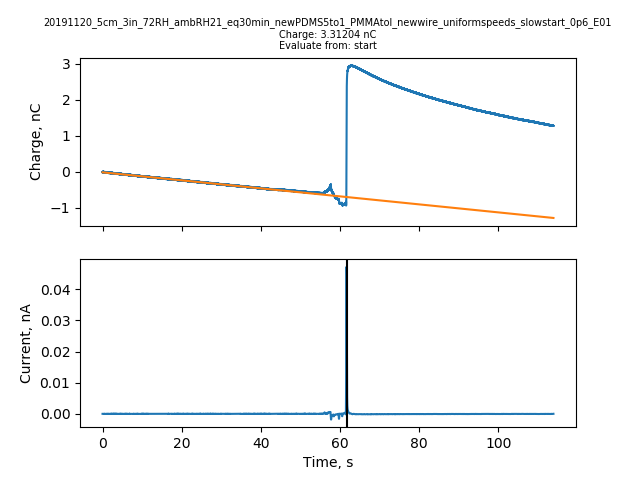 20191120_5cm_3in_72RH_ambRH21_eq30min_newPDMS5to1_PMMAtol_newwire_uniformspeeds_slowstart_0p6_E01
Charge: 3.31204 nC
Evaluate from: start
3
2
1
0
−1
Charge, nC
0.04
0.03
0.02
0.01
0.00
Current, nA
0 20 40 60 80 100
Time, s